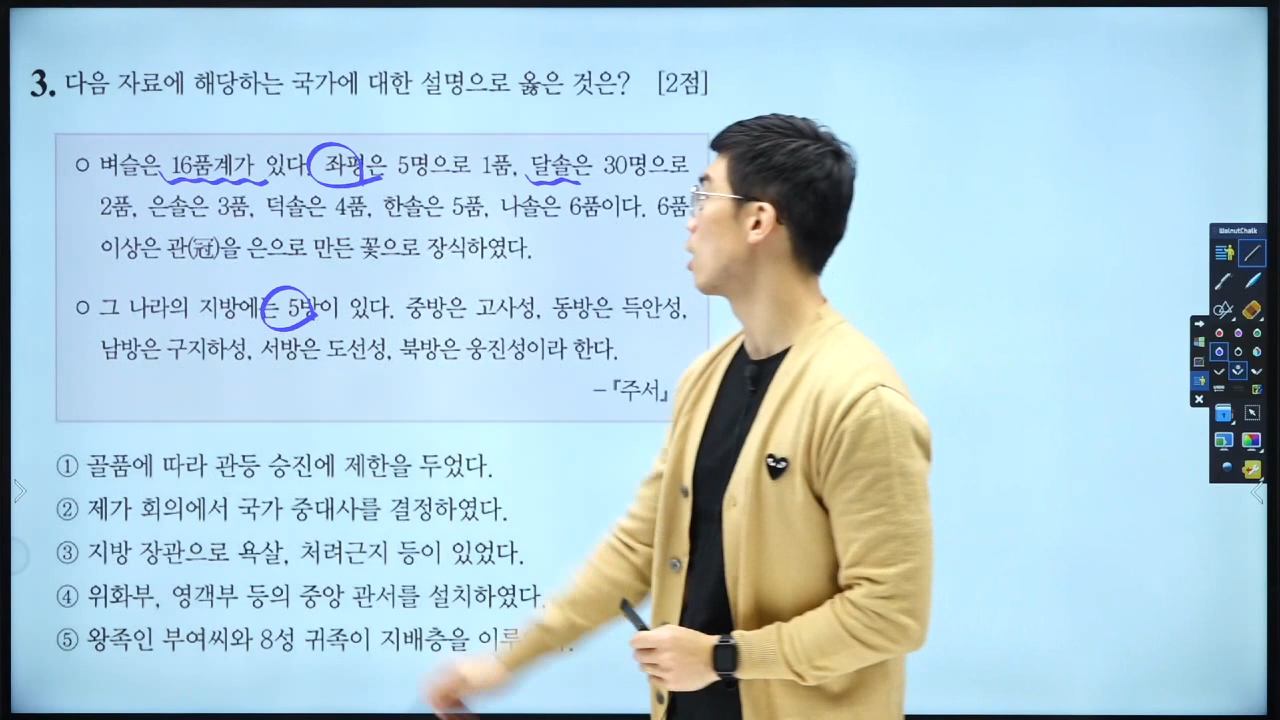 3. 다음 자료에 해당하는 국가에 대한 설명으로 옳은 것은? [2점]
○ 벼슬은 16품계가 있다. 좌평은 5명으로 1품, 달솔은 30명으로
2품, 은솔은 3품, 덕솔은 4품, 한솔은 5품, 나솔은 6품이다. 6품
이상은 관(冠)을 은으로 만든 꽃으로 장식하였다.
○ 그 나라의 지방에는 5방이 있다. 중방은 고사성, 동방은 득안성,
남방은 구지하성, 서방은 도선성, 북방은 웅진성이라 한다.
-『주서』
① 골품에 따라 관등 승진에 제한을 두었다.
② 제가 회의에서 국가 중대사를 결정하였다.
③ 지방 장관으로 욕살, 처려근지 등이 있었다.
④ 위화부, 영객부 등의 중앙 관서를 설치하였다.
⑤ 왕족인 부여씨와 8성 귀족이 지배층을
WalnutChalk